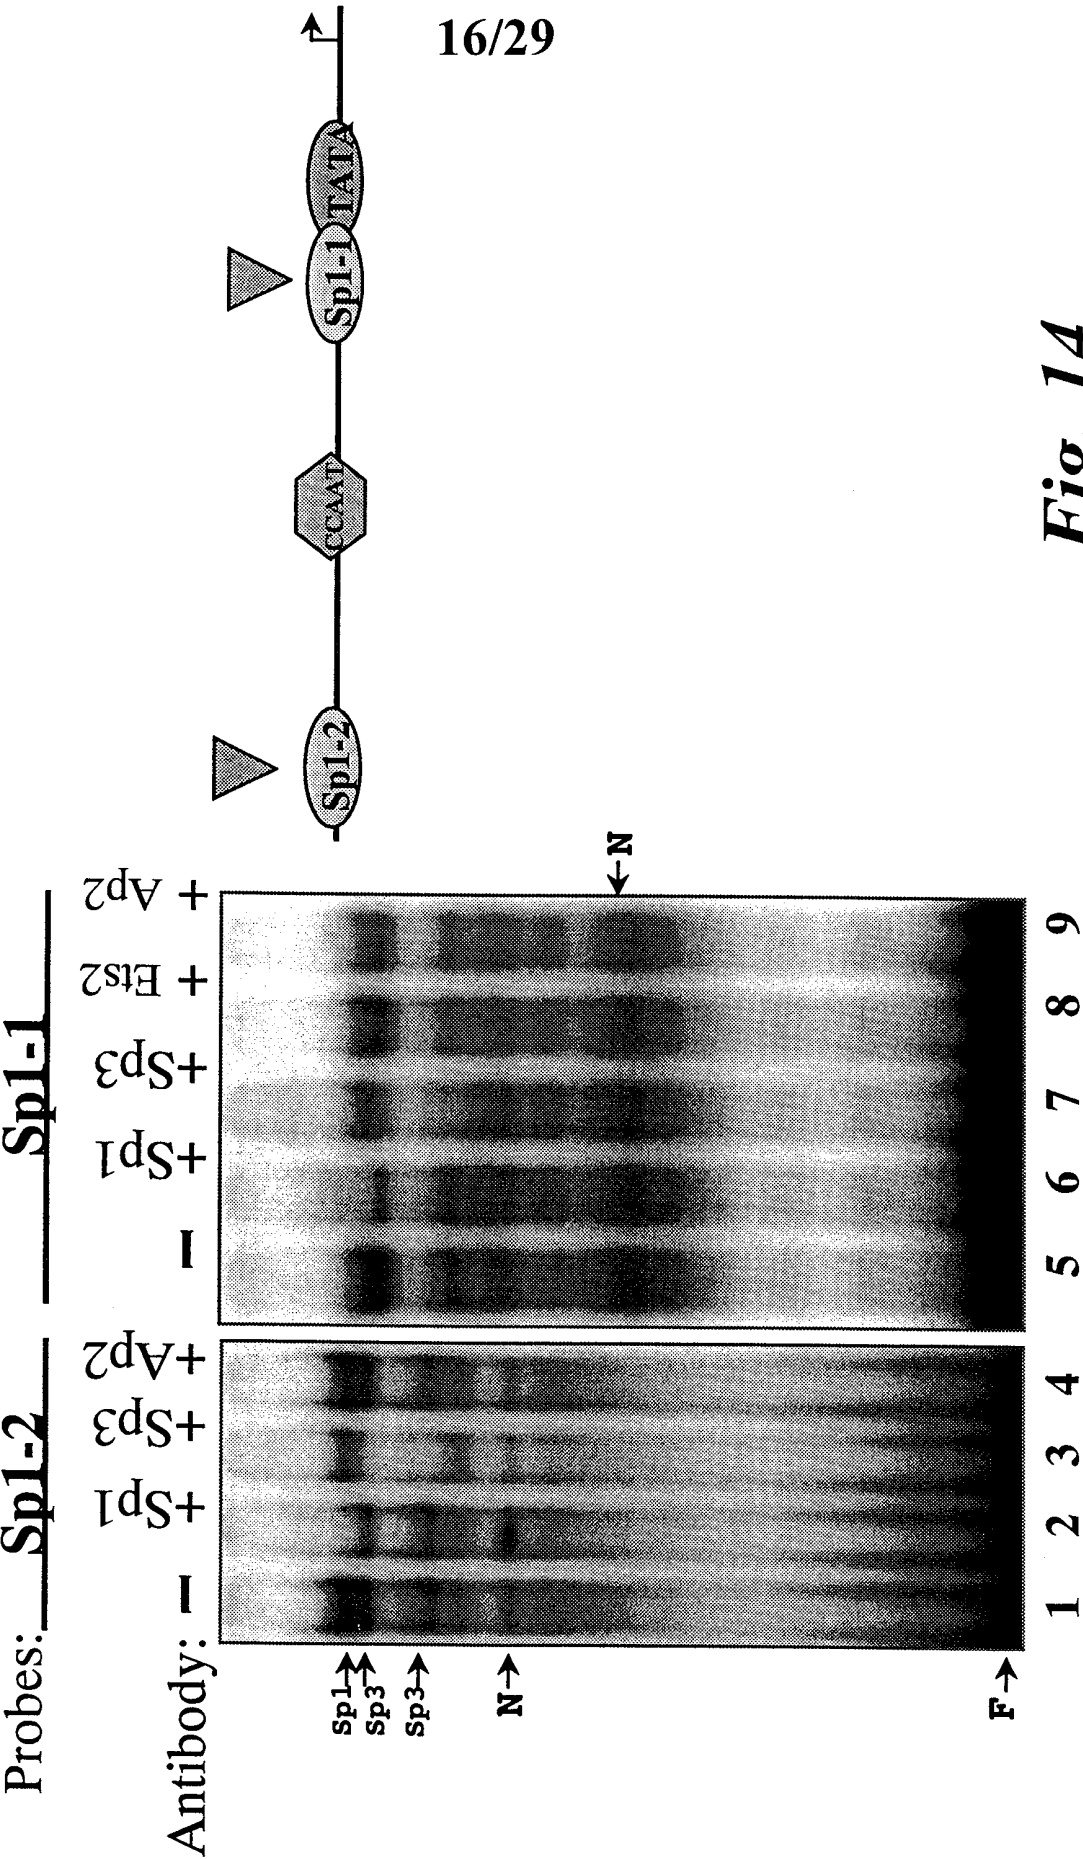 16/29
Probes: Sp1-2 Sp1-1
Antibody: – +Sp1 +Sp3 +Ap2 – +Sp1 +Sp3 + Ets2 + Ap2
Sp1→
Sp3→
Sp3→
N→
←N
F→
1 2 3 4 5 6 7 8 9
Sp1-2 CCAAT Sp1-1 TATA
Fig. 14